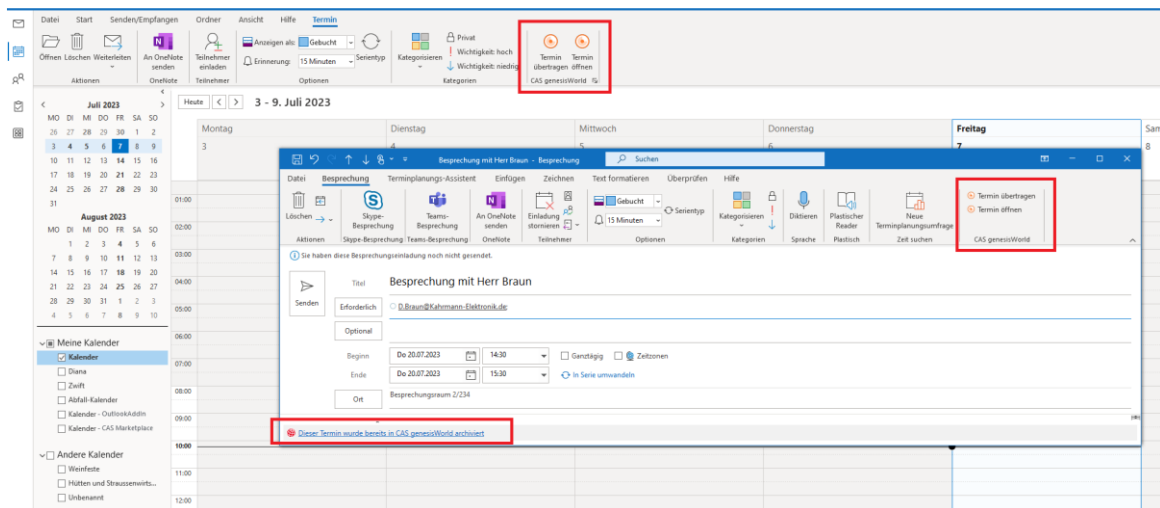 Datei Start Senden/Empfangen Ordner Ansicht Hilfe Termin
Öffnen Löschen Weiterleiten
An OneNote senden
Teilnehmer einladen
Anzeigen als: Gebucht
Erinnerung: 15 Minuten
Serientyp
Kategorisieren
Privat
Wichtigkeit: hoch
Wichtigkeit: niedrig
Termin übertragen
Termin öffnen
Aktionen OneNote Teilnehmer Optionen Kategorien CAS genesisWorld
Juli 2023
MO DI MI DO FR SA SO
26 27 28 29 30 1 2
3 4 5 6 7 8 9
10 11 12 13 14 15 16
17 18 19 20 21 22 23
24 25 26 27 28 29 30
31
August 2023
MO DI MI DO FR SA SO
1 2 3 4 5 6
7 8 9 10 11 12 13
14 15 16 17 18 19 20
21 22 23 24 25 26 27
28 29 30 31 1 2 3
4 5 6 7 8 9 10
Meine Kalender
Kalender
Diana
Zwift
Abfall-Kalender
Kalender - OutlookAddin
Kalender - CAS Marketplace
Andere Kalender
Weinfeste
Hütten und Straussenwirts...
Unbenannt
Heute 3 - 9. Juli 2023
Montag Dienstag Mittwoch Donnerstag Freitag Sam
3 4 5 6 7 8
01:00
02:00
03:00
04:00
05:00
06:00
07:00
08:00
09:00
10:00
11:00
12:00
Besprechung mit Herr Braun - Besprechung
Suchen
Datei Besprechung Terminplanungs-Assistent Einfügen Zeichnen Text formatieren Überprüfen Hilfe
Löschen
Skype-Besprechung
Teams-Besprechung
An OneNote senden
Einladung stornieren
Gebucht
15 Minuten
Serientyp
Kategorisieren
Diktieren
Plastischer Reader
Neue Terminplanungsumfrage
Termin übertragen
Termin öffnen
Aktionen Skype-Besprechung Teams-Besprechung OneNote Teilnehmer Optionen Kategorien Sprache Plastisch Zeit suchen CAS genesisWorld
Sie haben diese Besprechungseinladung noch nicht gesendet.
Senden
Titel Besprechung mit Herr Braun
Erforderlich D.Braun@Kahrmann-Elektronik.de;
Optional
Beginn Do 20.07.2023 14:30 Ganztägig Zeitzonen
Ende Do 20.07.2023 15:30 In Serie umwandeln
Ort Besprechungsraum 2/234
Dieser Termin wurde bereits in CAS genesisWorld archiviert